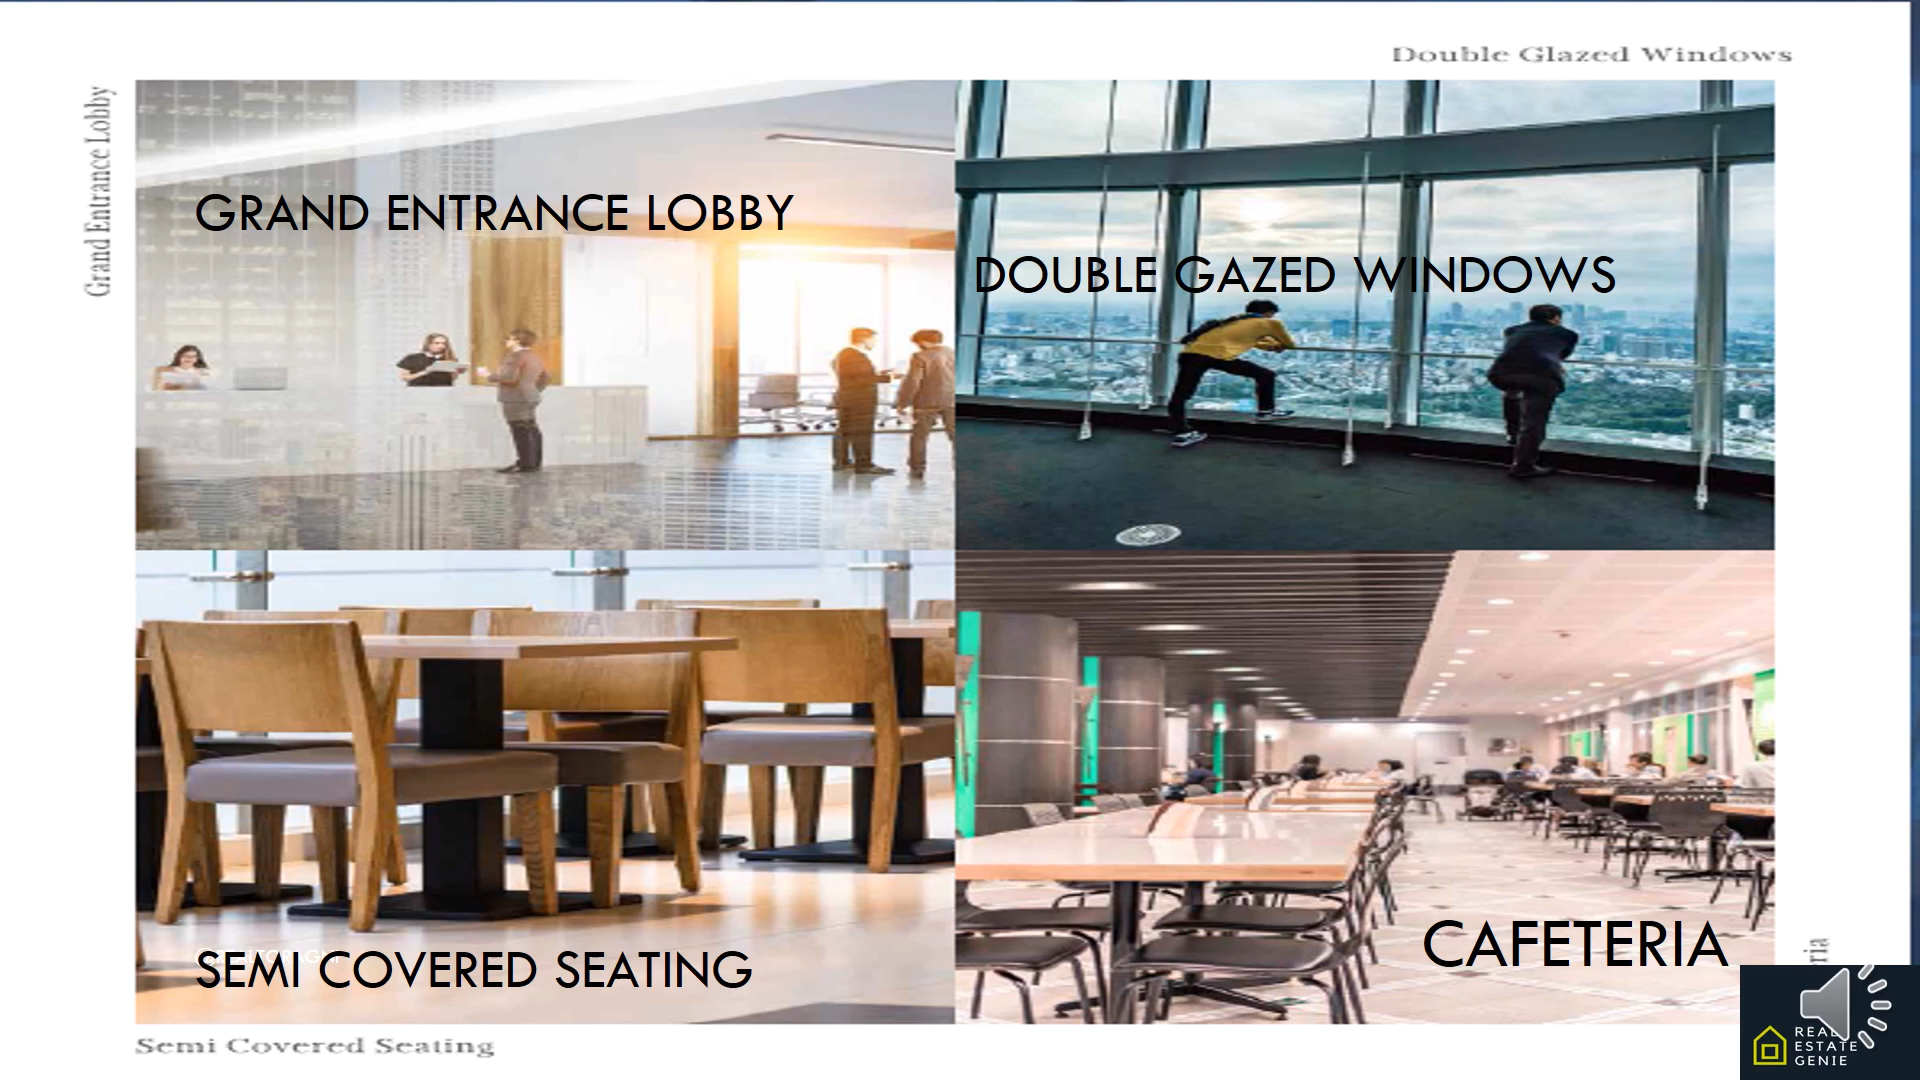 Double Glazed Windows
Grand Entrance Lobby
GRAND ENTRANCE LOBBY
DOUBLE GAZED WINDOWS
SEMI COVERED SEATING
CAFETERIA
Semi Covered Seating
REAL
ESTATE
GENIE